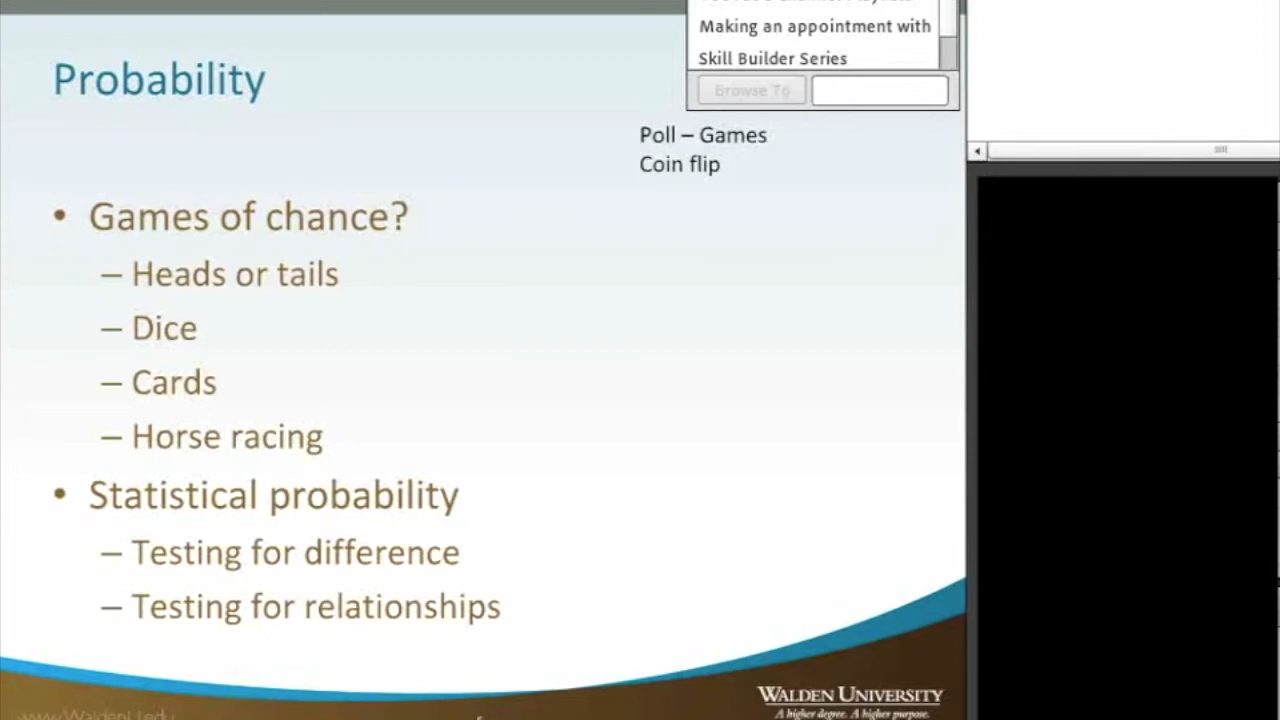 Making an appointment with
Skill Builder Series
Browse To
Probability
Poll – Games
Coin flip
• Games of chance?
– Heads or tails
– Dice
– Cards
– Horse racing
• Statistical probability
– Testing for difference
– Testing for relationships
WALDEN UNIVERSITY
A higher degree. A higher purpose.